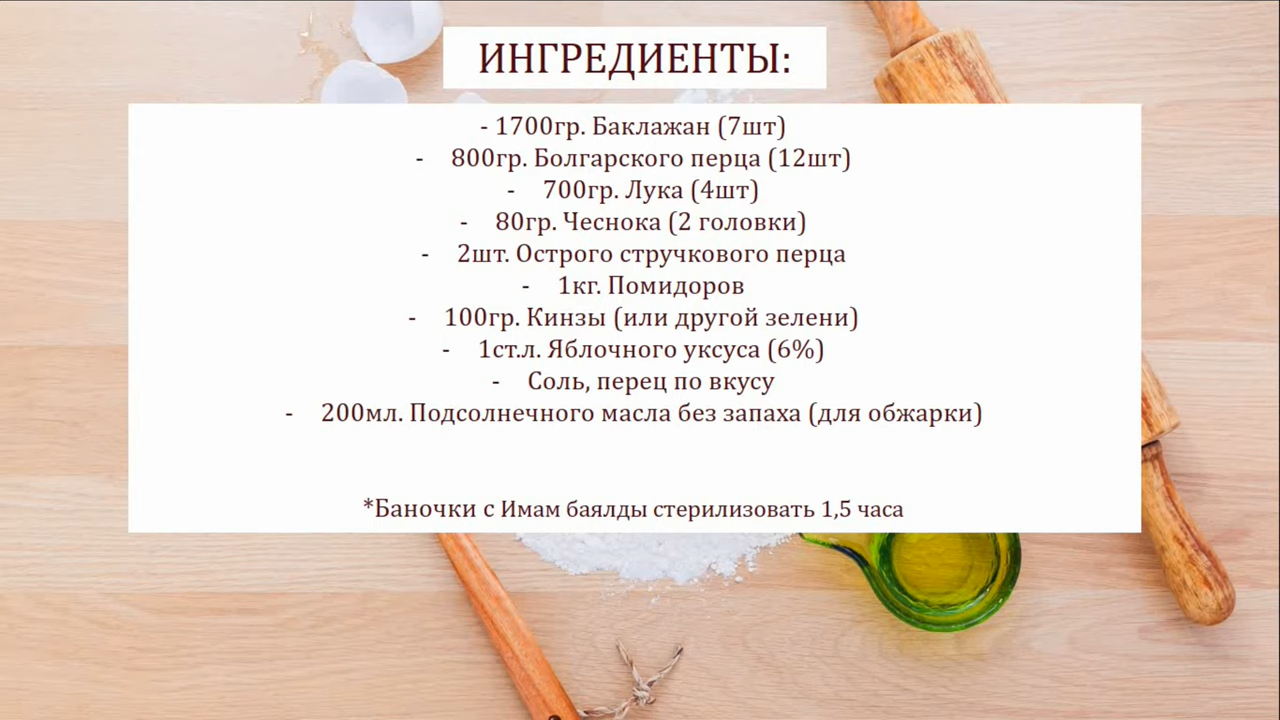 ИНГРЕДИЕНТЫ:
- 1700гр. Баклажан (7шт)
- 800гр. Болгарского перца (12шт)
- 700гр. Лука (4шт)
- 80гр. Чеснока (2 головки)
- 2шт. Острого стручкового перца
- 1кг. Помидоров
- 100гр. Кинзы (или другой зелени)
- 1ст.л. Яблочного уксуса (6%)
- Соль, перец по вкусу
- 200мл. Подсолнечного масла без запаха (для обжарки)
*Баночки с Имам баялды стерилизовать 1,5 часа